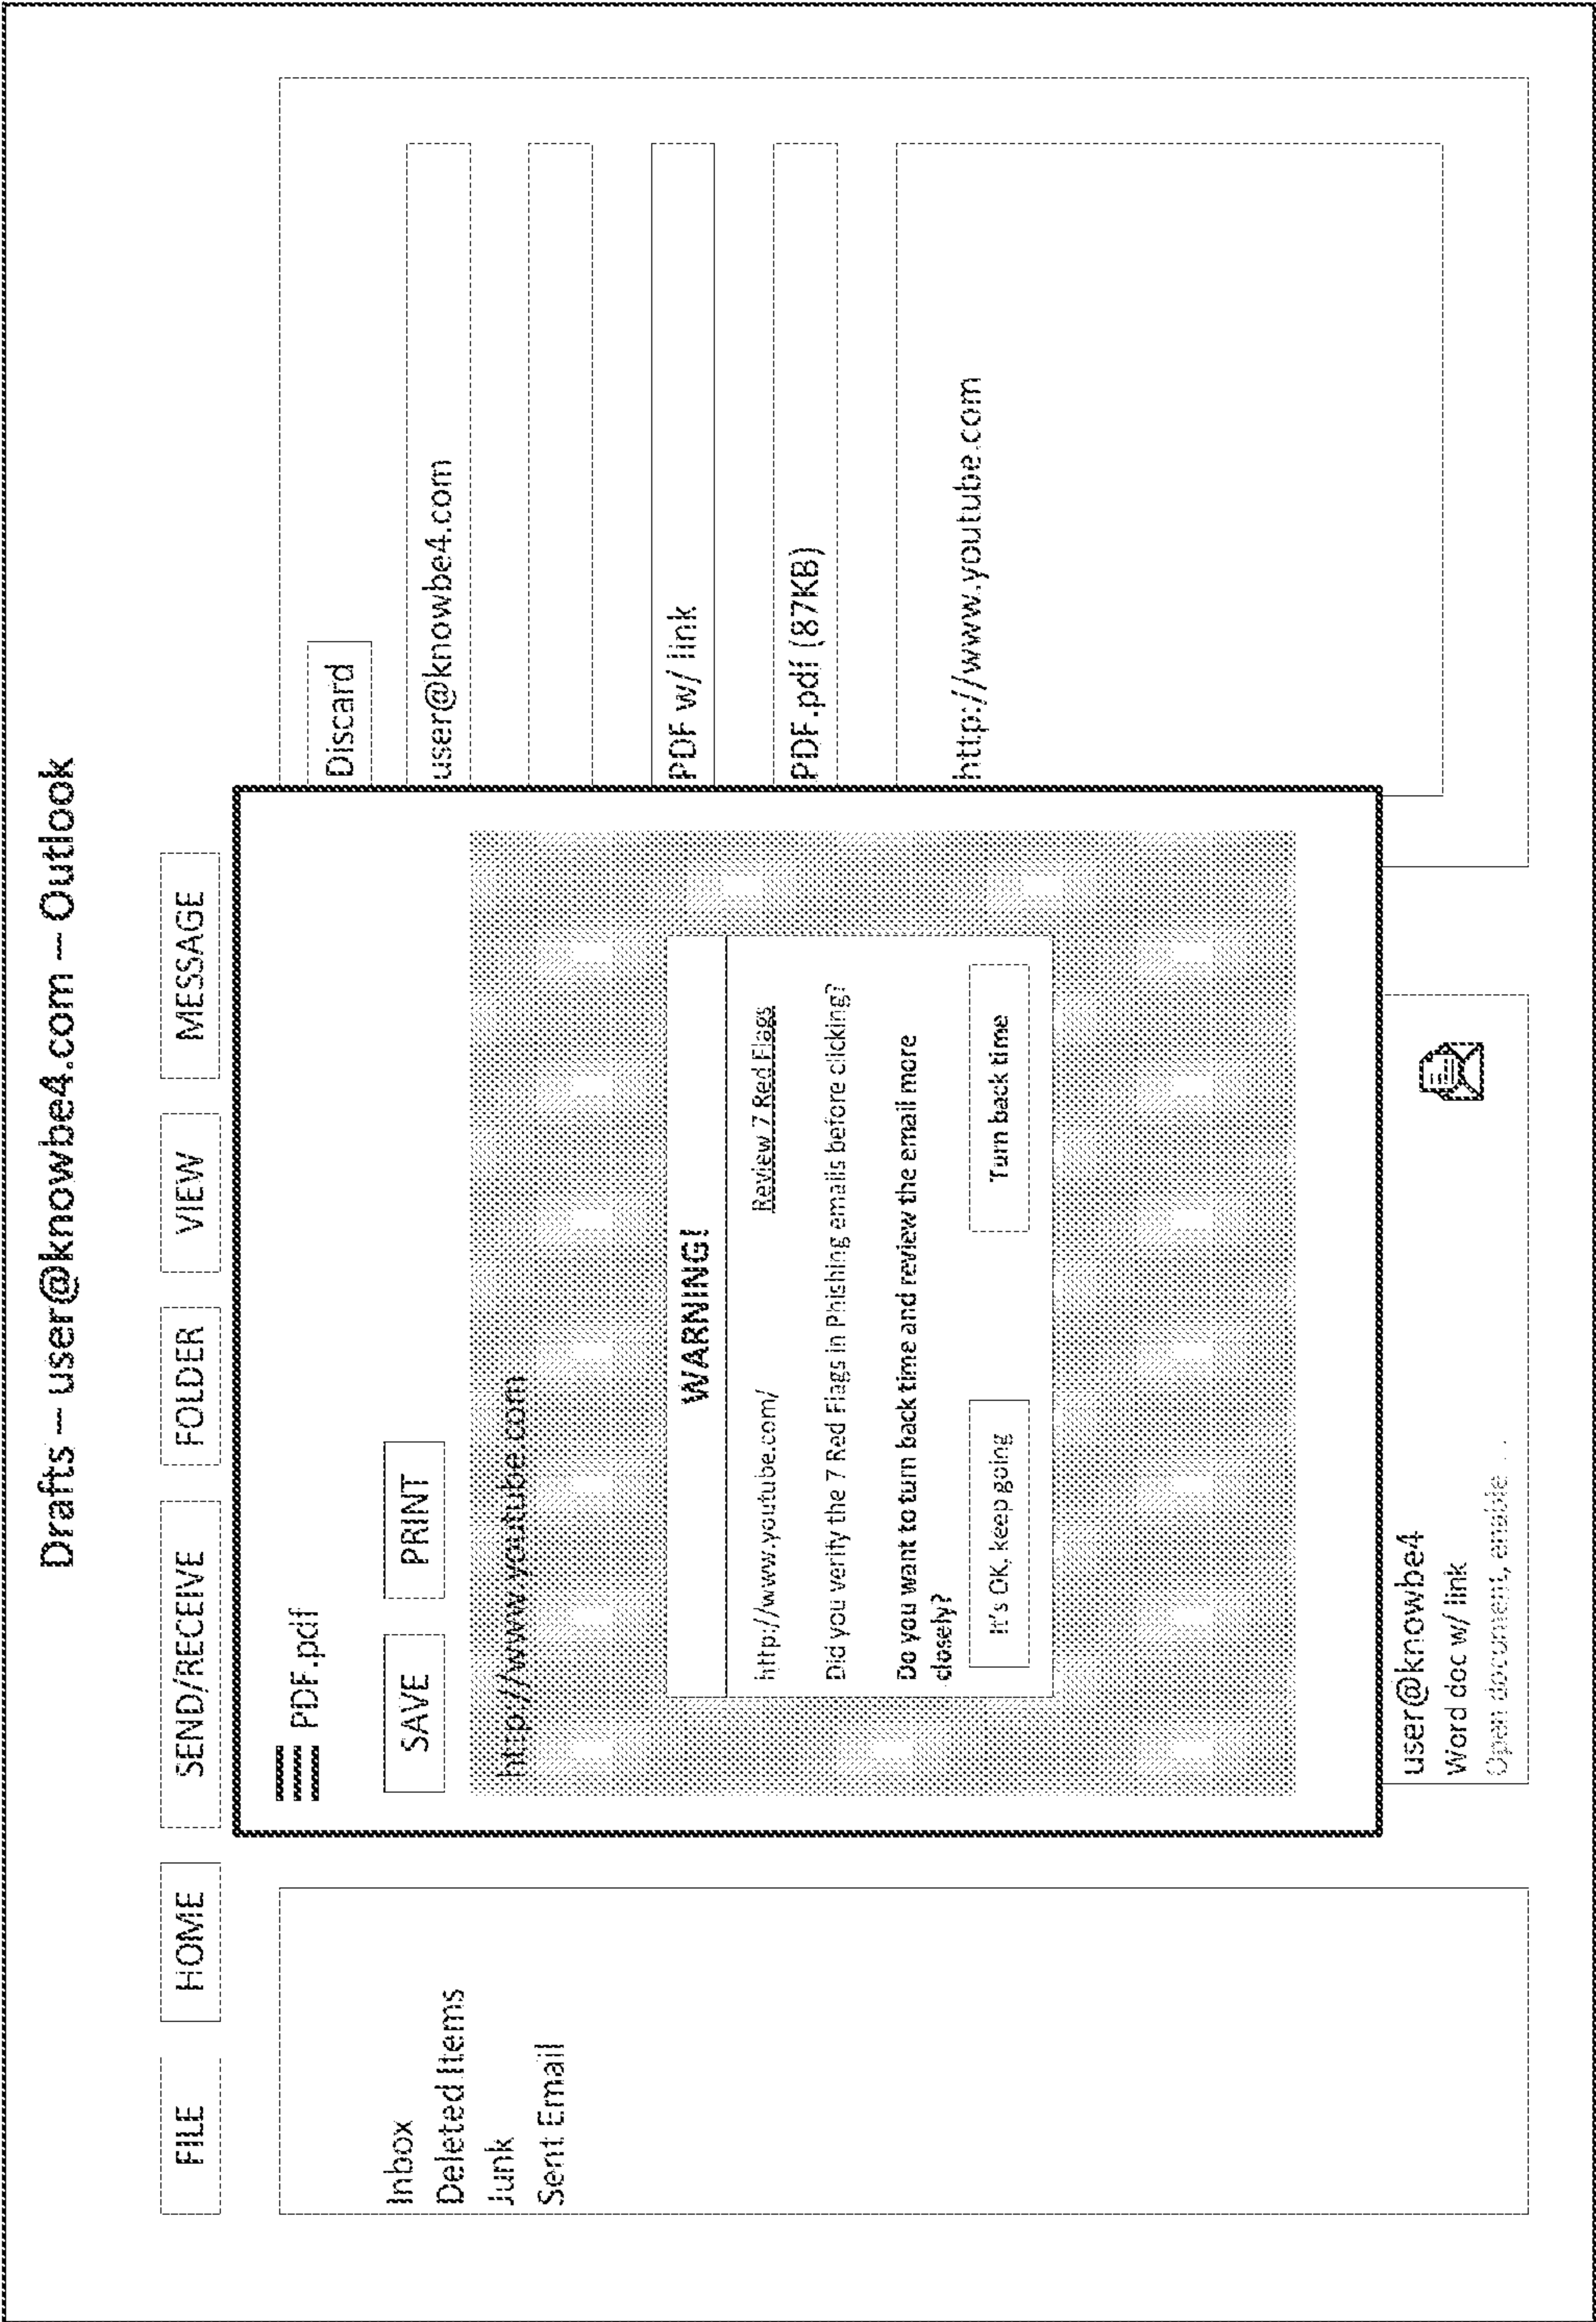 Drafts – user@knowbe4.com – Outlook
FILE
HOME
SEND/RECEIVE
FOLDER
VIEW
MESSAGE
Inbox
Deleted Items
Junk
Sent Email
PDF.pdf
SAVE
PRINT
http://www.youtube.com
WARNING!
http://www.youtube.com/
Review 7 Red Flags
Did you verify the 7 Red Flags in Phishing emails before clicking?
Do you want to turn back time and review the email more
closely?
It's OK, keep going
Turn back time
user@knowbe4
Word doc w/ link
Open document, enable . . .
Discard
user@knowbe4.com
PDF w/ link
PDF.pdf (87KB)
http://www.youtube.com